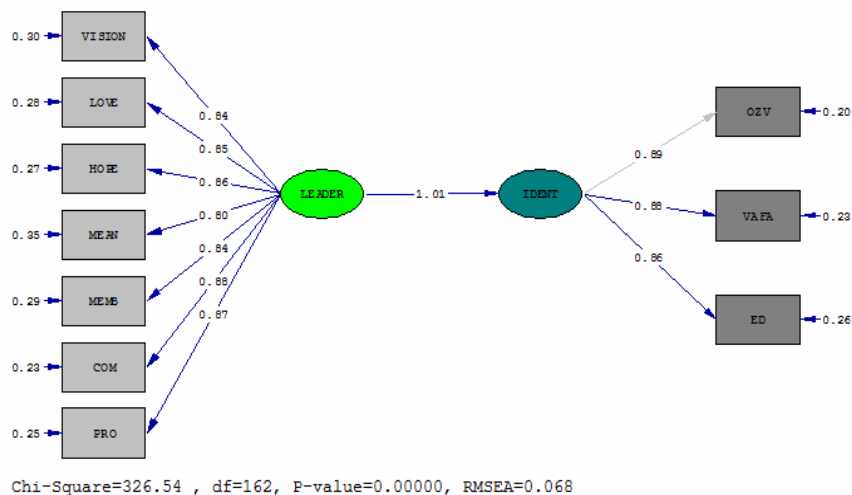 0.30 VISION
0.84
0.28 LOVE
0.85
OZV 0.20
0.27 HOPE
0.86
0.89
LEADER 1.01 IDENT
0.35 MEAN
0.80
0.88
VAFA 0.23
0.84
0.86
0.29 MEMB
0.88
0.87
ED 0.26
0.23 COM
0.25 PRO
Chi-Square=326.54 , df=162, P-value=0.00000, RMSEA=0.068